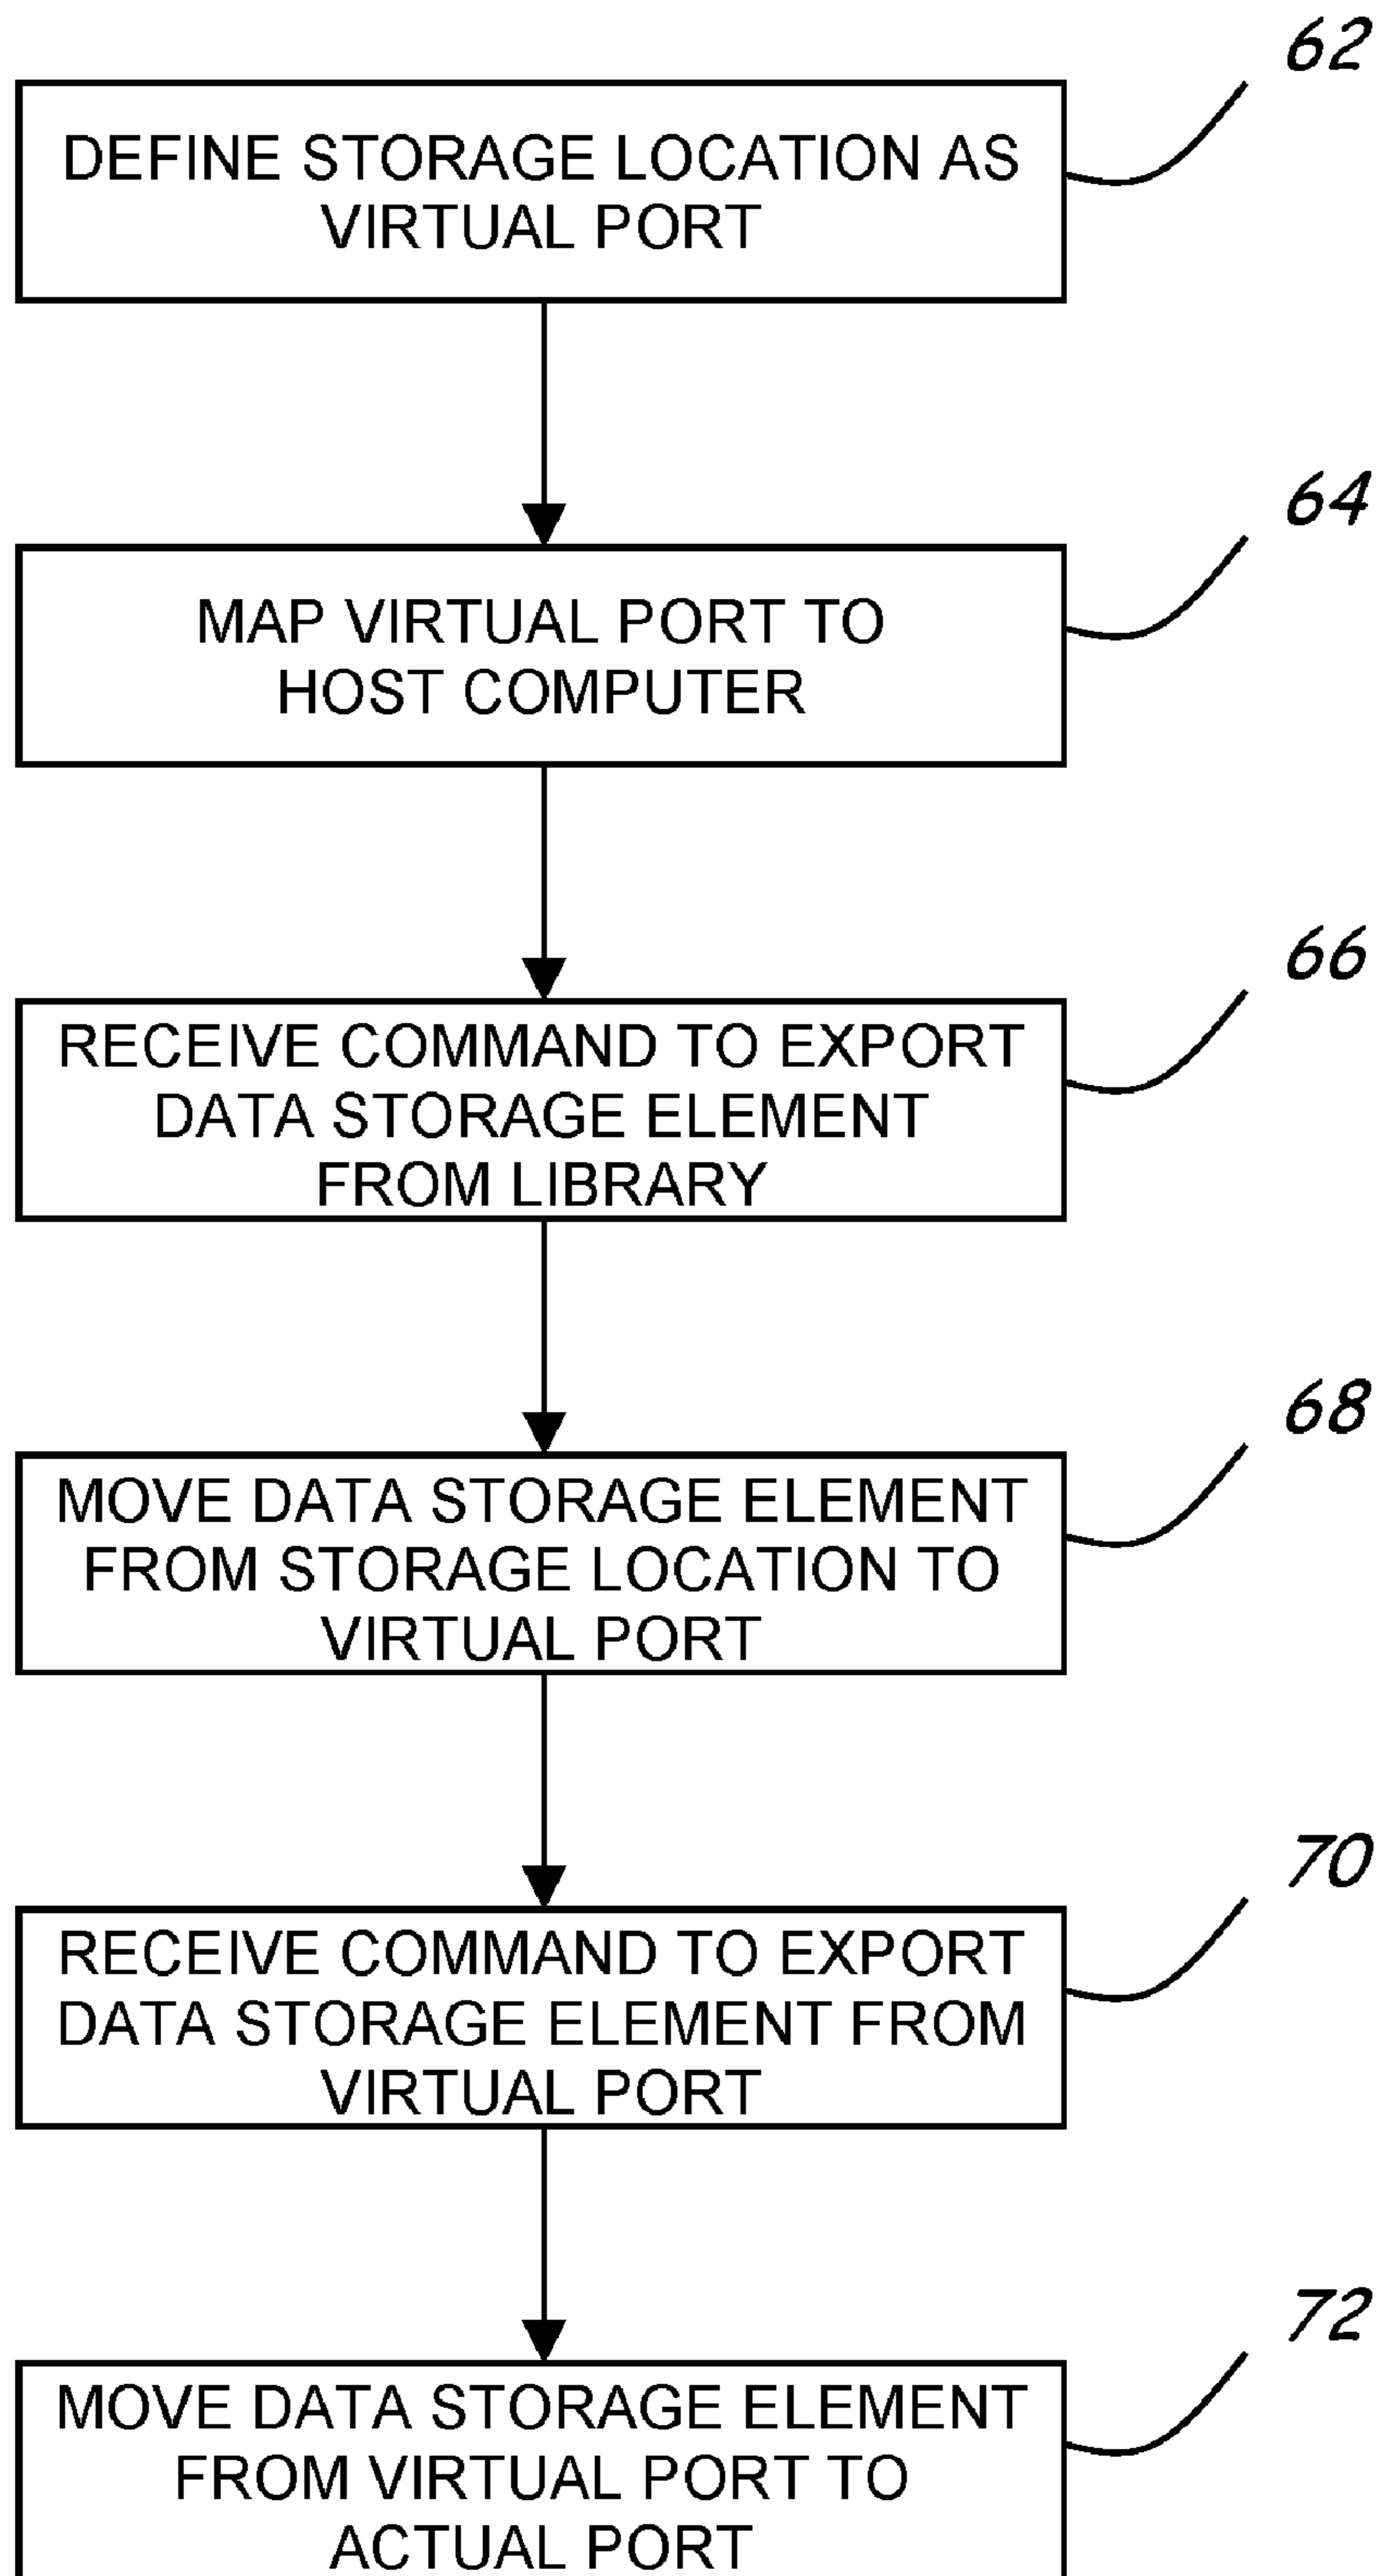 62
DEFINE STORAGE LOCATION AS
VIRTUAL PORT
64
MAP VIRTUAL PORT TO
HOST COMPUTER
66
RECEIVE COMMAND TO EXPORT
DATA STORAGE ELEMENT
FROM LIBRARY
68
MOVE DATA STORAGE ELEMENT
FROM STORAGE LOCATION TO
VIRTUAL PORT
70
RECEIVE COMMAND TO EXPORT
DATA STORAGE ELEMENT FROM
VIRTUAL PORT
72
MOVE DATA STORAGE ELEMENT
FROM VIRTUAL PORT TO
ACTUAL PORT